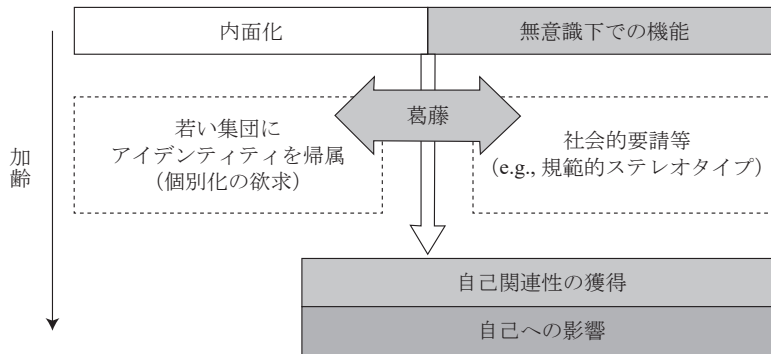 内面化
無意識下での機能
葛藤
若い集団に
アイデンティティを帰属
（個別化の欲求）
社会的要請等
（e.g., 規範的ステレオタイプ）
加齢
自己関連性の獲得
自己への影響